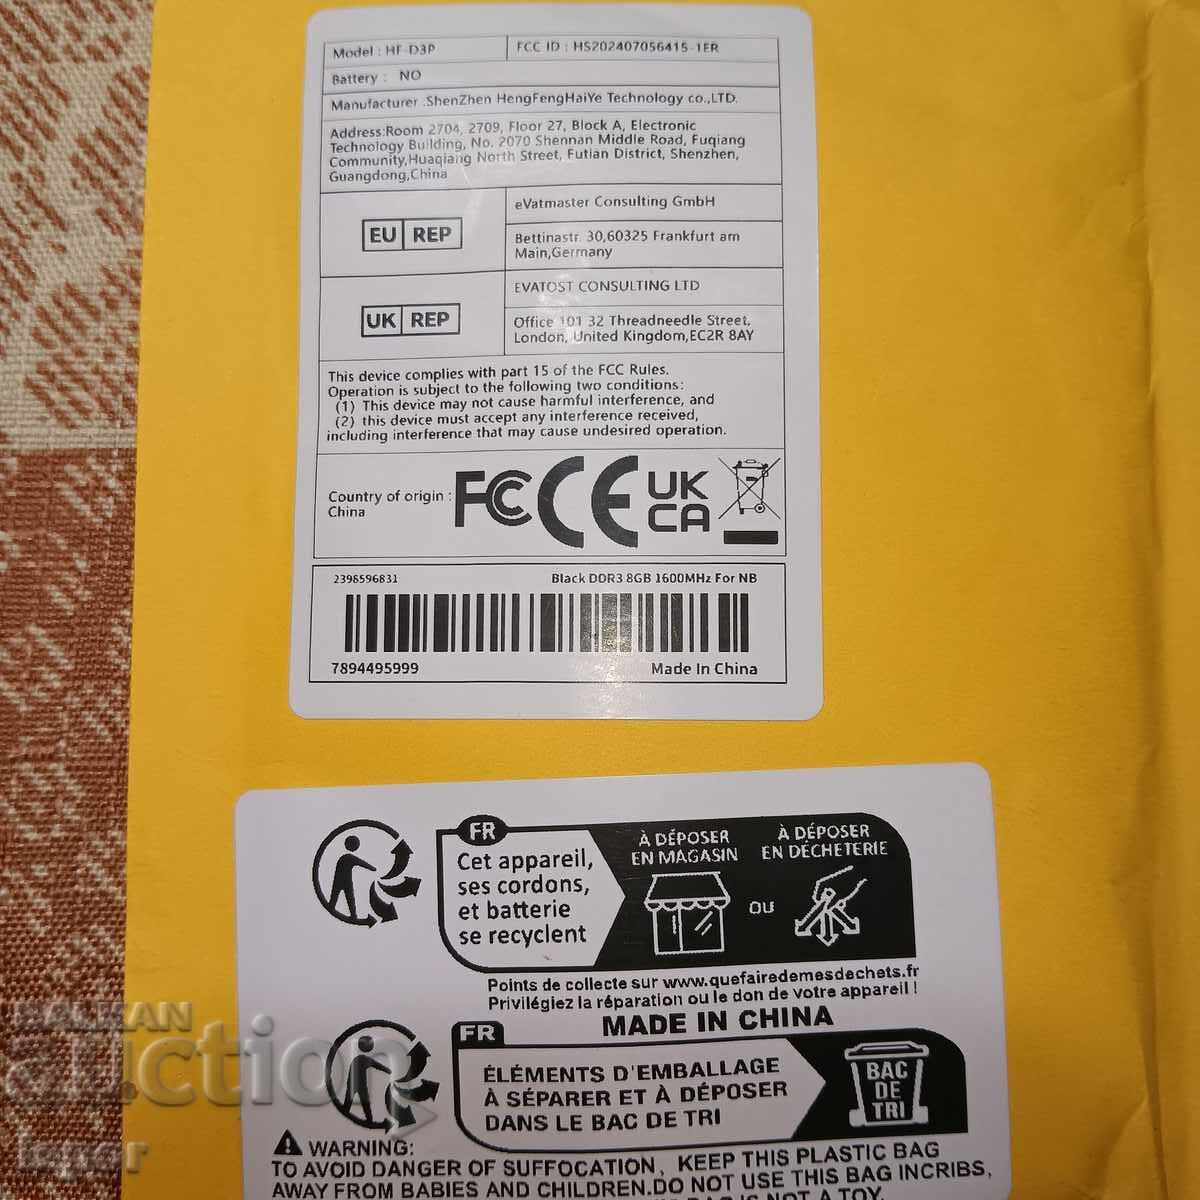 Model : HF-D3P
FCC ID : HS202407056415-1ER
Battery : NO
Manufacturer :ShenZhen HengFengHaiYe Technology co.,LTD.
Address:Room 2704, 2709, Floor 27, Block A, Electronic
Technology Building, No. 2070 Shennan Middle Road, Fuqiang
Community,Huaqiang North Street, Futian District, Shenzhen,
Guangdong,China
EU REP
eVatmaster Consulting GmbH
Bettinastr. 30,60325 Frankfurt am
Main,Germany
UK REP
EVATOST CONSULTING LTD
Office 101 32 Threadneedle Street,
London, United Kingdom,EC2R 8AY
This device complies with part 15 of the FCC Rules.
Operation is subject to the following two conditions:
(1) This device may not cause harmful interference, and
(2) this device must accept any interference received,
including interference that may cause undesired operation.
Country of origin :
China
FC CE UK
CA
2398596831
Black DDR3 8GB 1600MHz For NB
7894495999
Made In China
FR
Cet appareil,
ses cordons,
et batterie
se recyclent
À DÉPOSER
EN MAGASIN
OU
À DÉPOSER
EN DÉCHÈTERIE
Points de collecte sur www.quefairedemesdechets.fr
Privilégiez la réparation ou le don de votre appareil !
MADE IN CHINA
FR
ÉLÉMENTS D'EMBALLAGE
À SÉPARER ET À DÉPOSER
DANS LE BAC DE TRI
BAC
DE
TRI
BALKAN
auction
lepar
WARNING:
TO AVOID DANGER OF SUFFOCATION, KEEP THIS PLASTIC BAG
AWAY FROM BABIES AND CHILDREN.DO NOT USE THIS BAG INCRIBS,
BAG IS NOT A TOY.